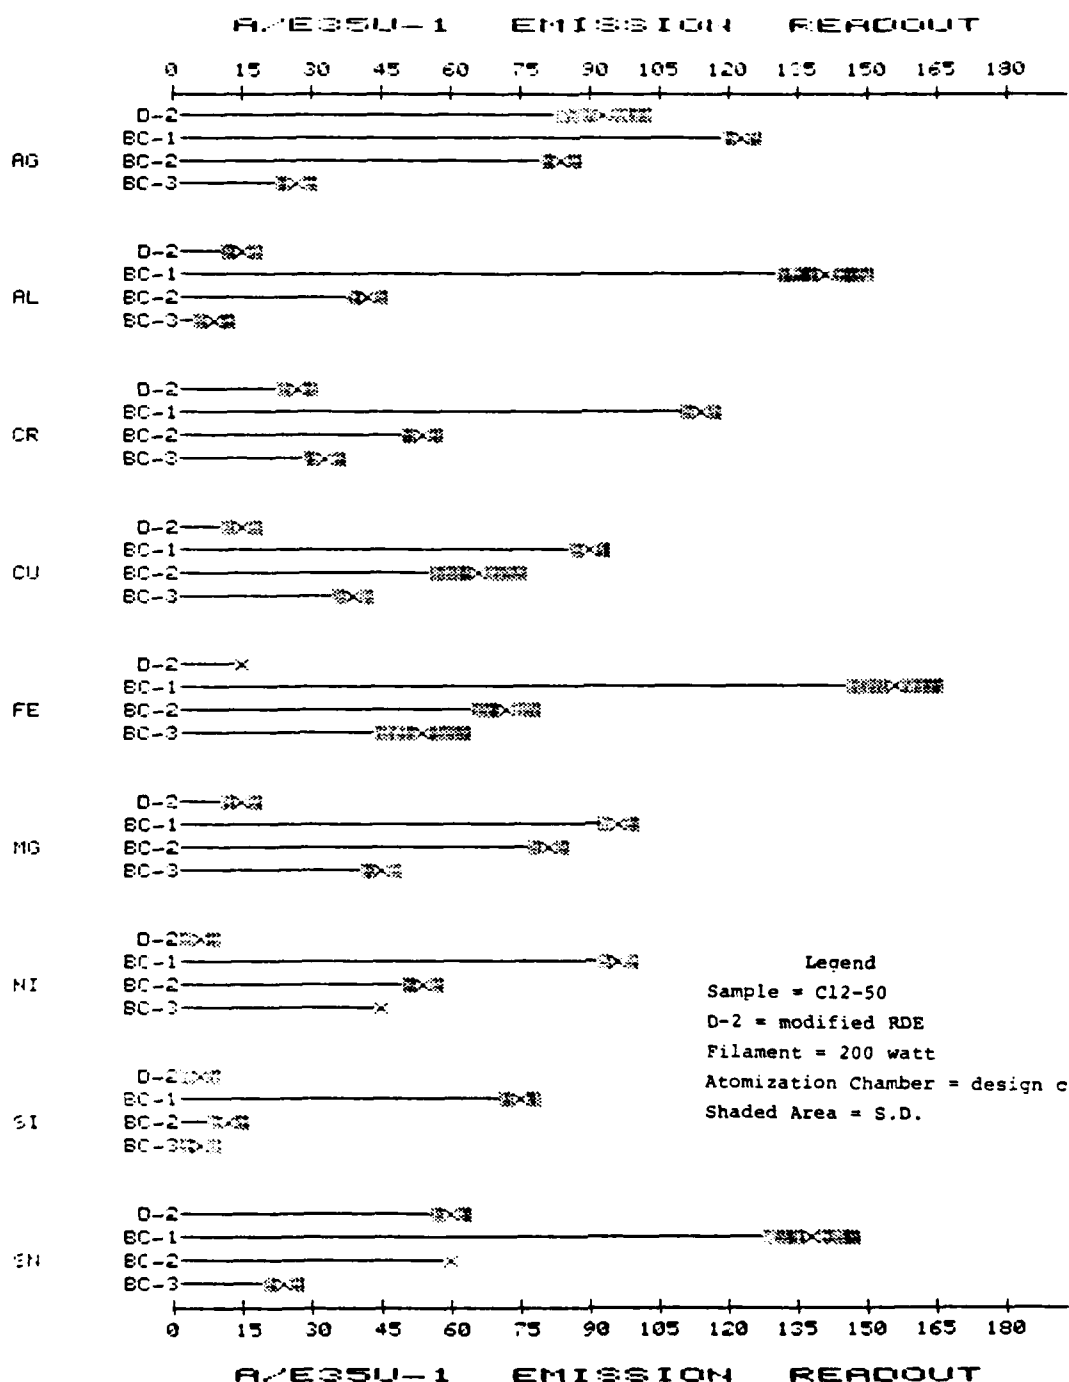 A/E35U-1 EMISSION READOUT
0 15 30 45 60 75 90 105 120 135 150 165 180
D-2
BC-1
AG
BC-2
BC-3
D-2
BC-1
AL
BC-2
BC-3
D-2
BC-1
CR
BC-2
BC-3
D-2
BC-1
CU
BC-2
BC-3
D-2
BC-1
FE
BC-2
BC-3
D-2
BC-1
MG
BC-2
BC-3
D-2
BC-1
NI
BC-2
BC-3
Legend
Sample = C12-50
D-2 = modified RDE
Filament = 200 watt
Atomization Chamber = design c
Shaded Area = S.D.
D-2
BC-1
SI
BC-2
BC-3
D-2
BC-1
SN
BC-2
BC-3
0 15 30 45 60 75 90 105 120 135 150 165 180
A/E35U-1 EMISSION READOUT